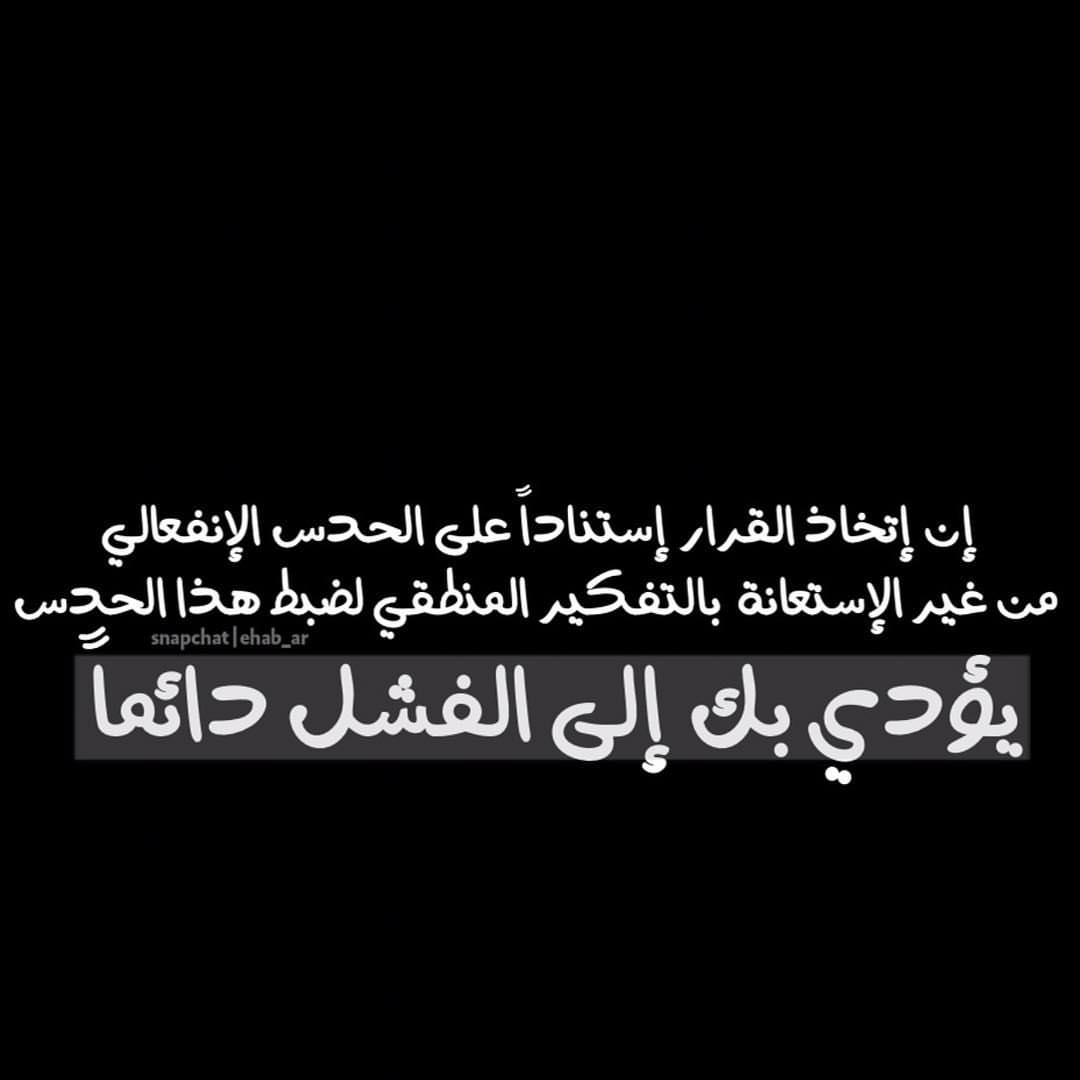 إن إتخاذ القرار إستناداً على الحدس الإنفعالي
من غير الإستعانة بالتفكير المنطقي لضبط هذا الحدس
snapchat|ehab_ar
يؤدي بك إلى الفشل دائماً